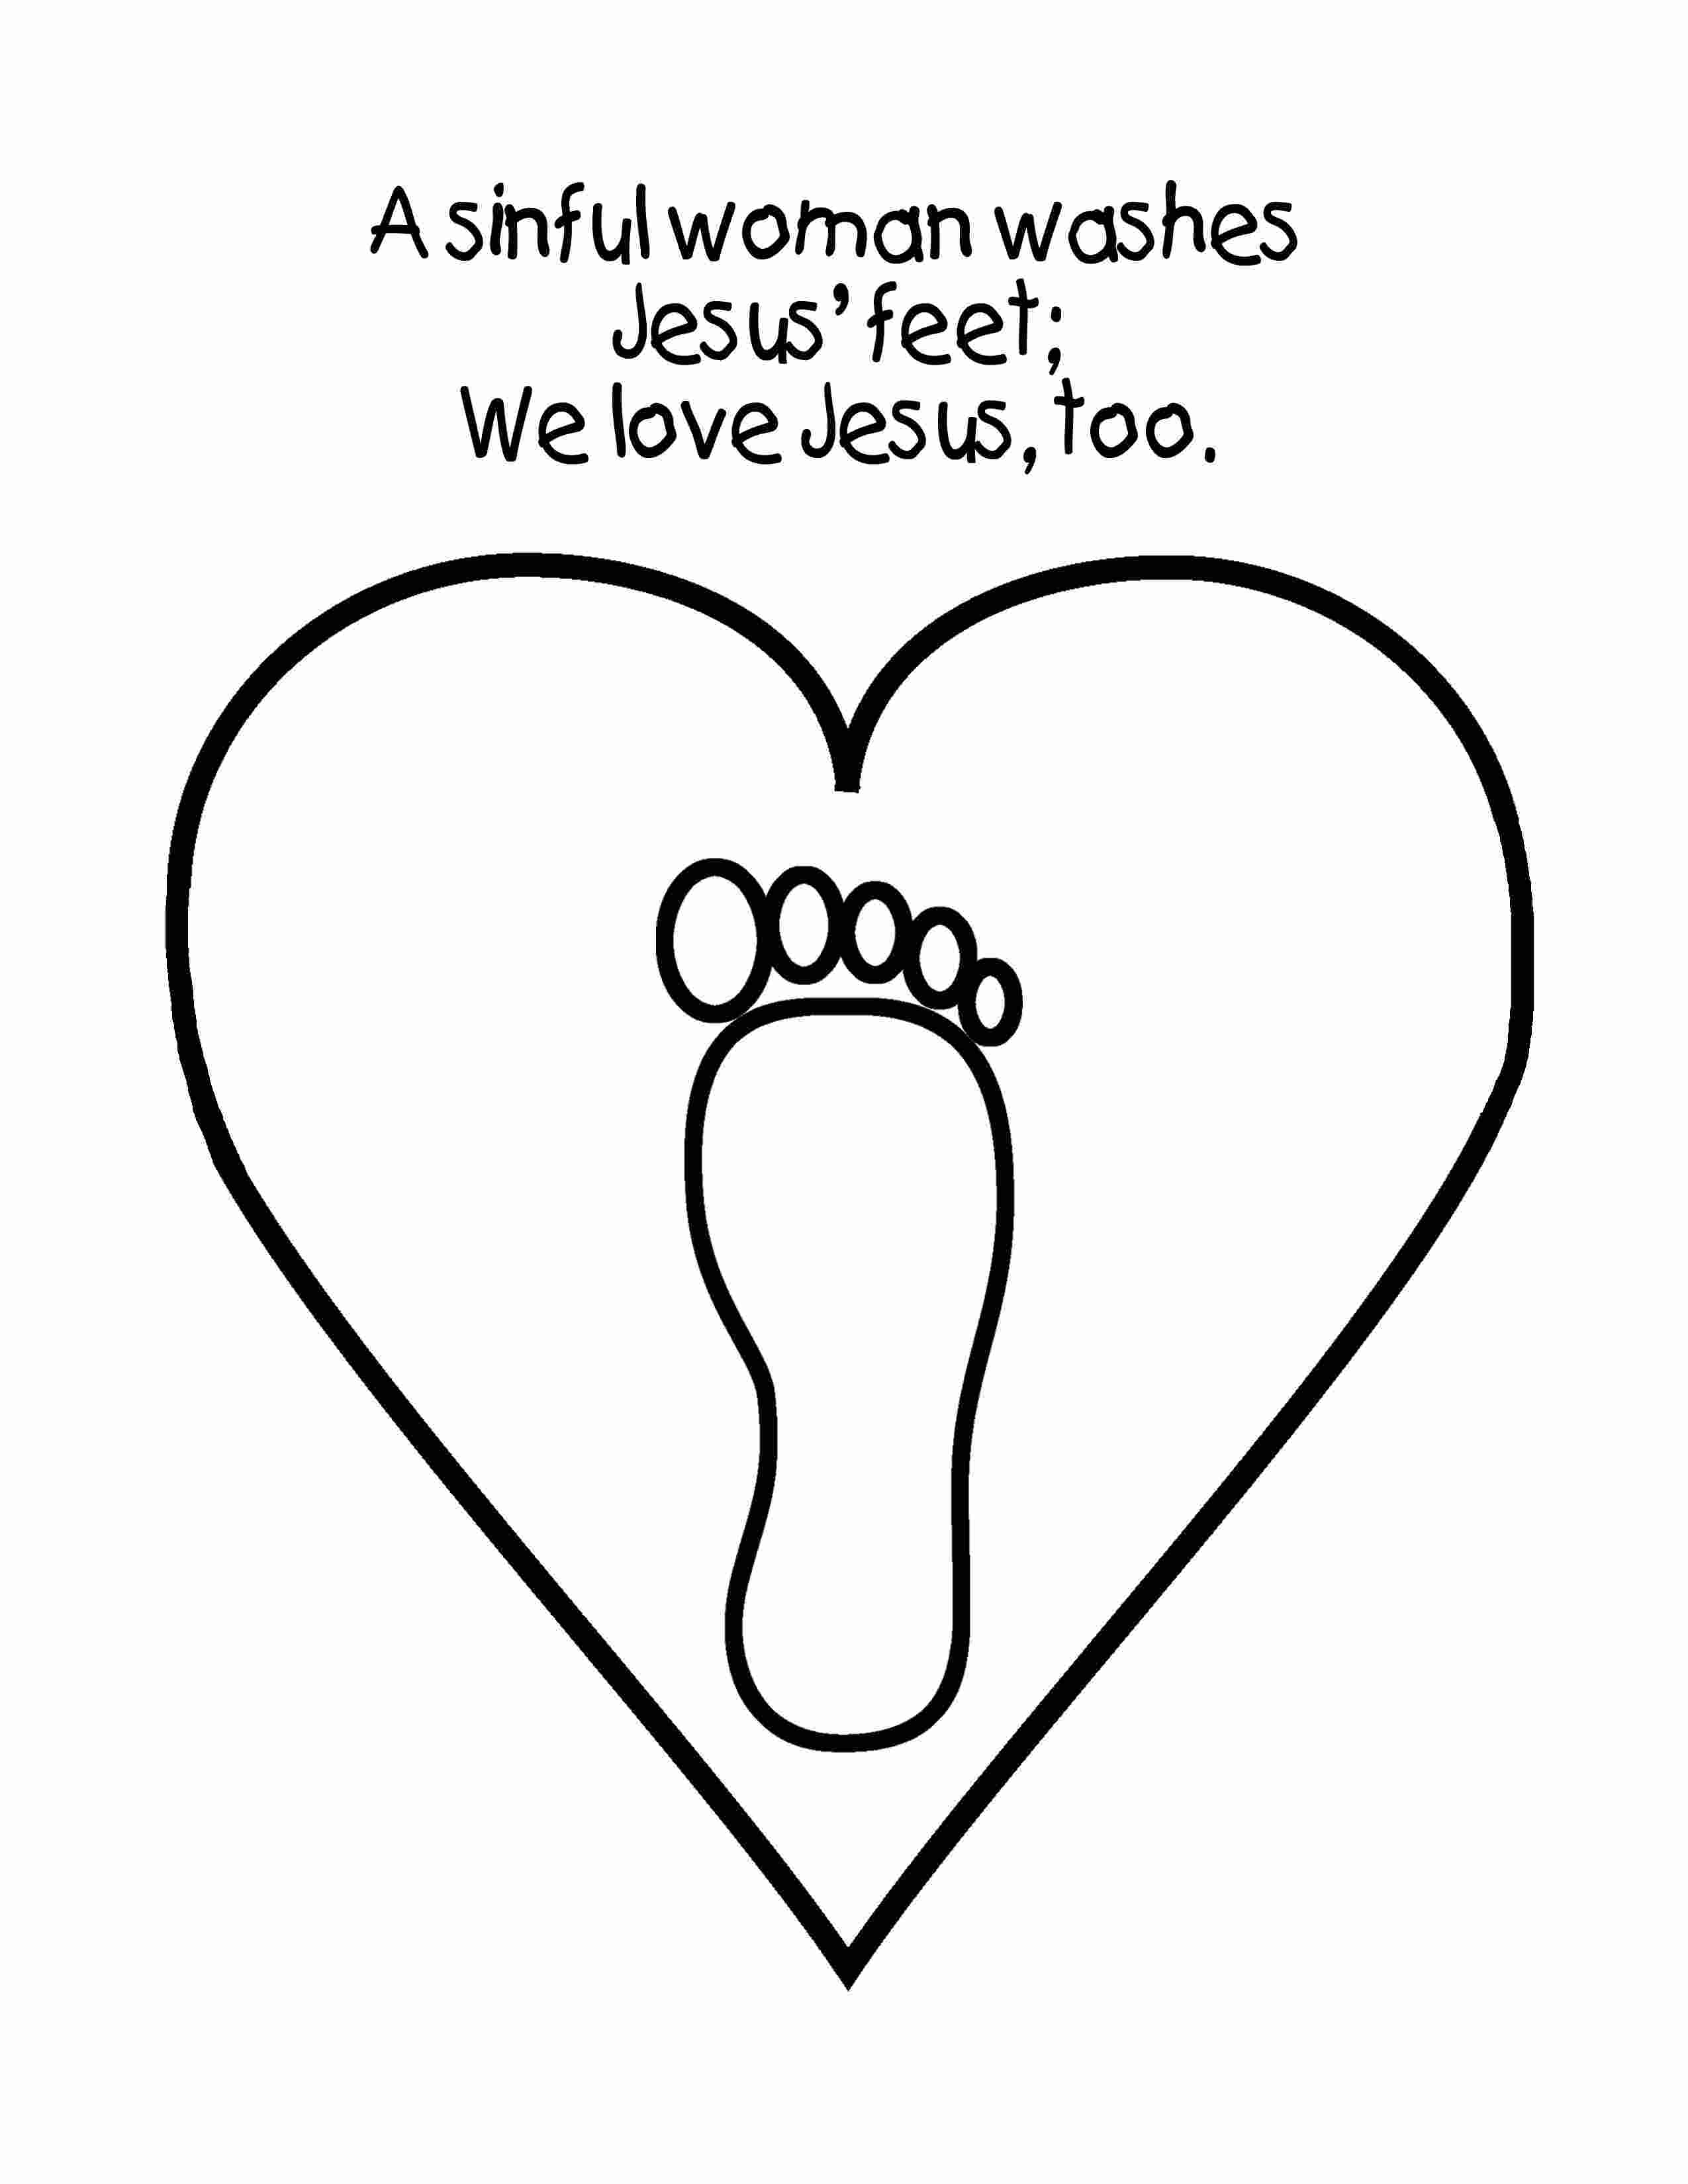 A sinful woman washes
Jesus’ feet;
We love Jesus, too.